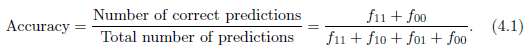 Accuracy = Number of correct predictions / Total number of predictions = f₁₁ + f₀₀ / f₁₁ + f₁₀ + f₀₁ + f₀₀. (4.1)